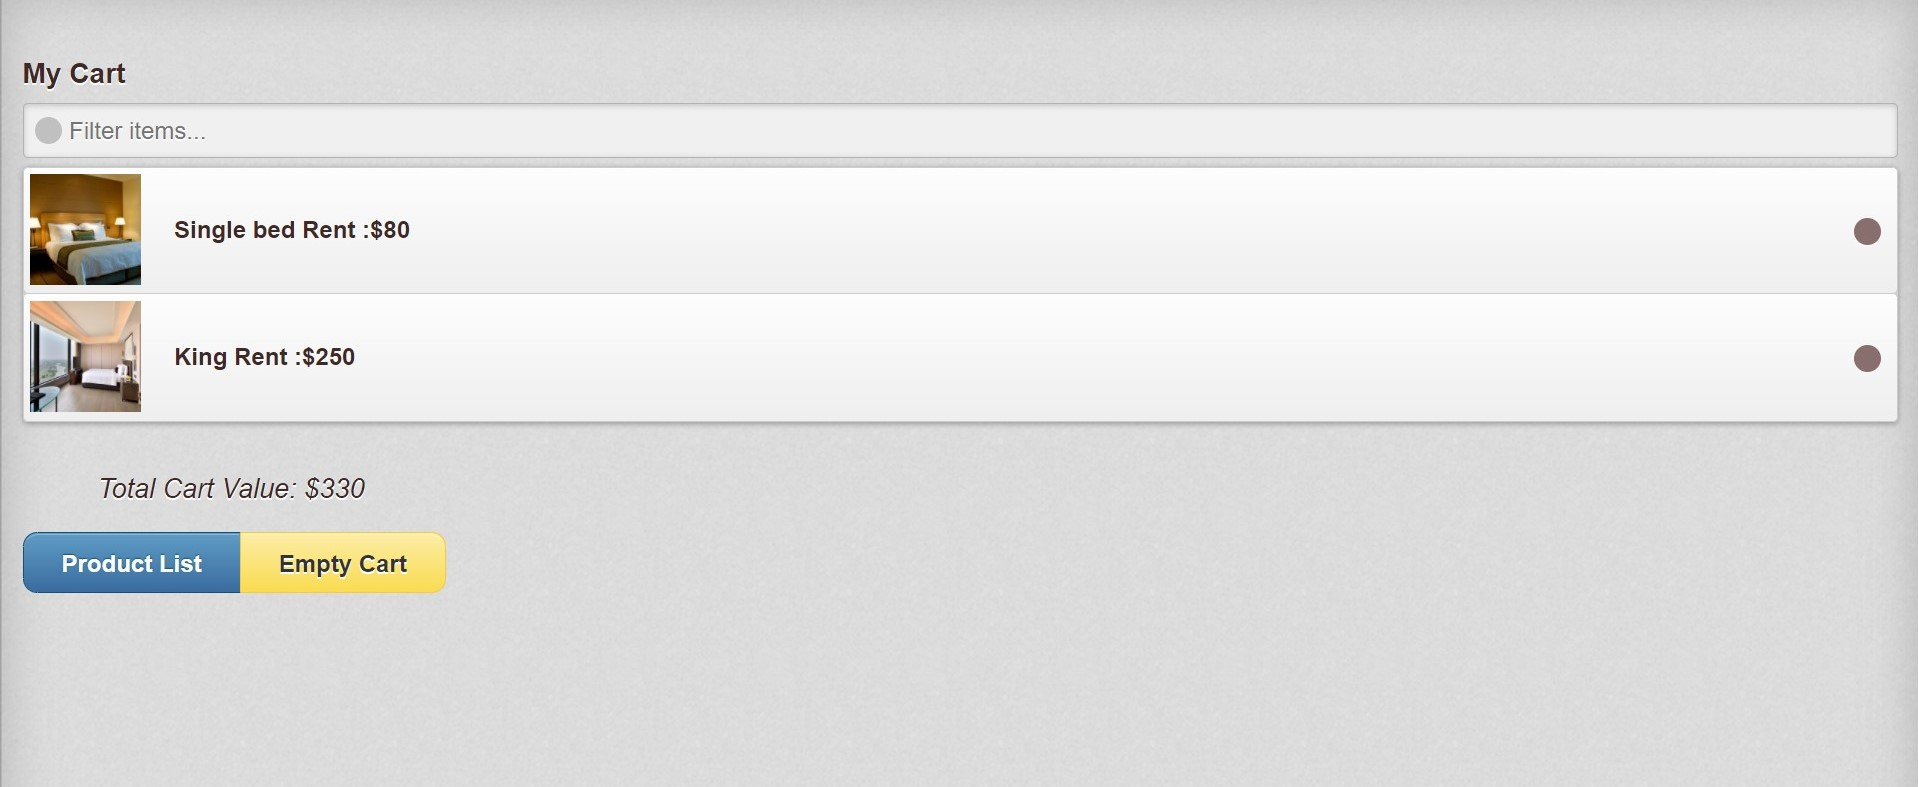 My Cart
Filter items...
Single bed Rent :$80
King Rent :$250
Total Cart Value: $330
Product List
Empty Cart